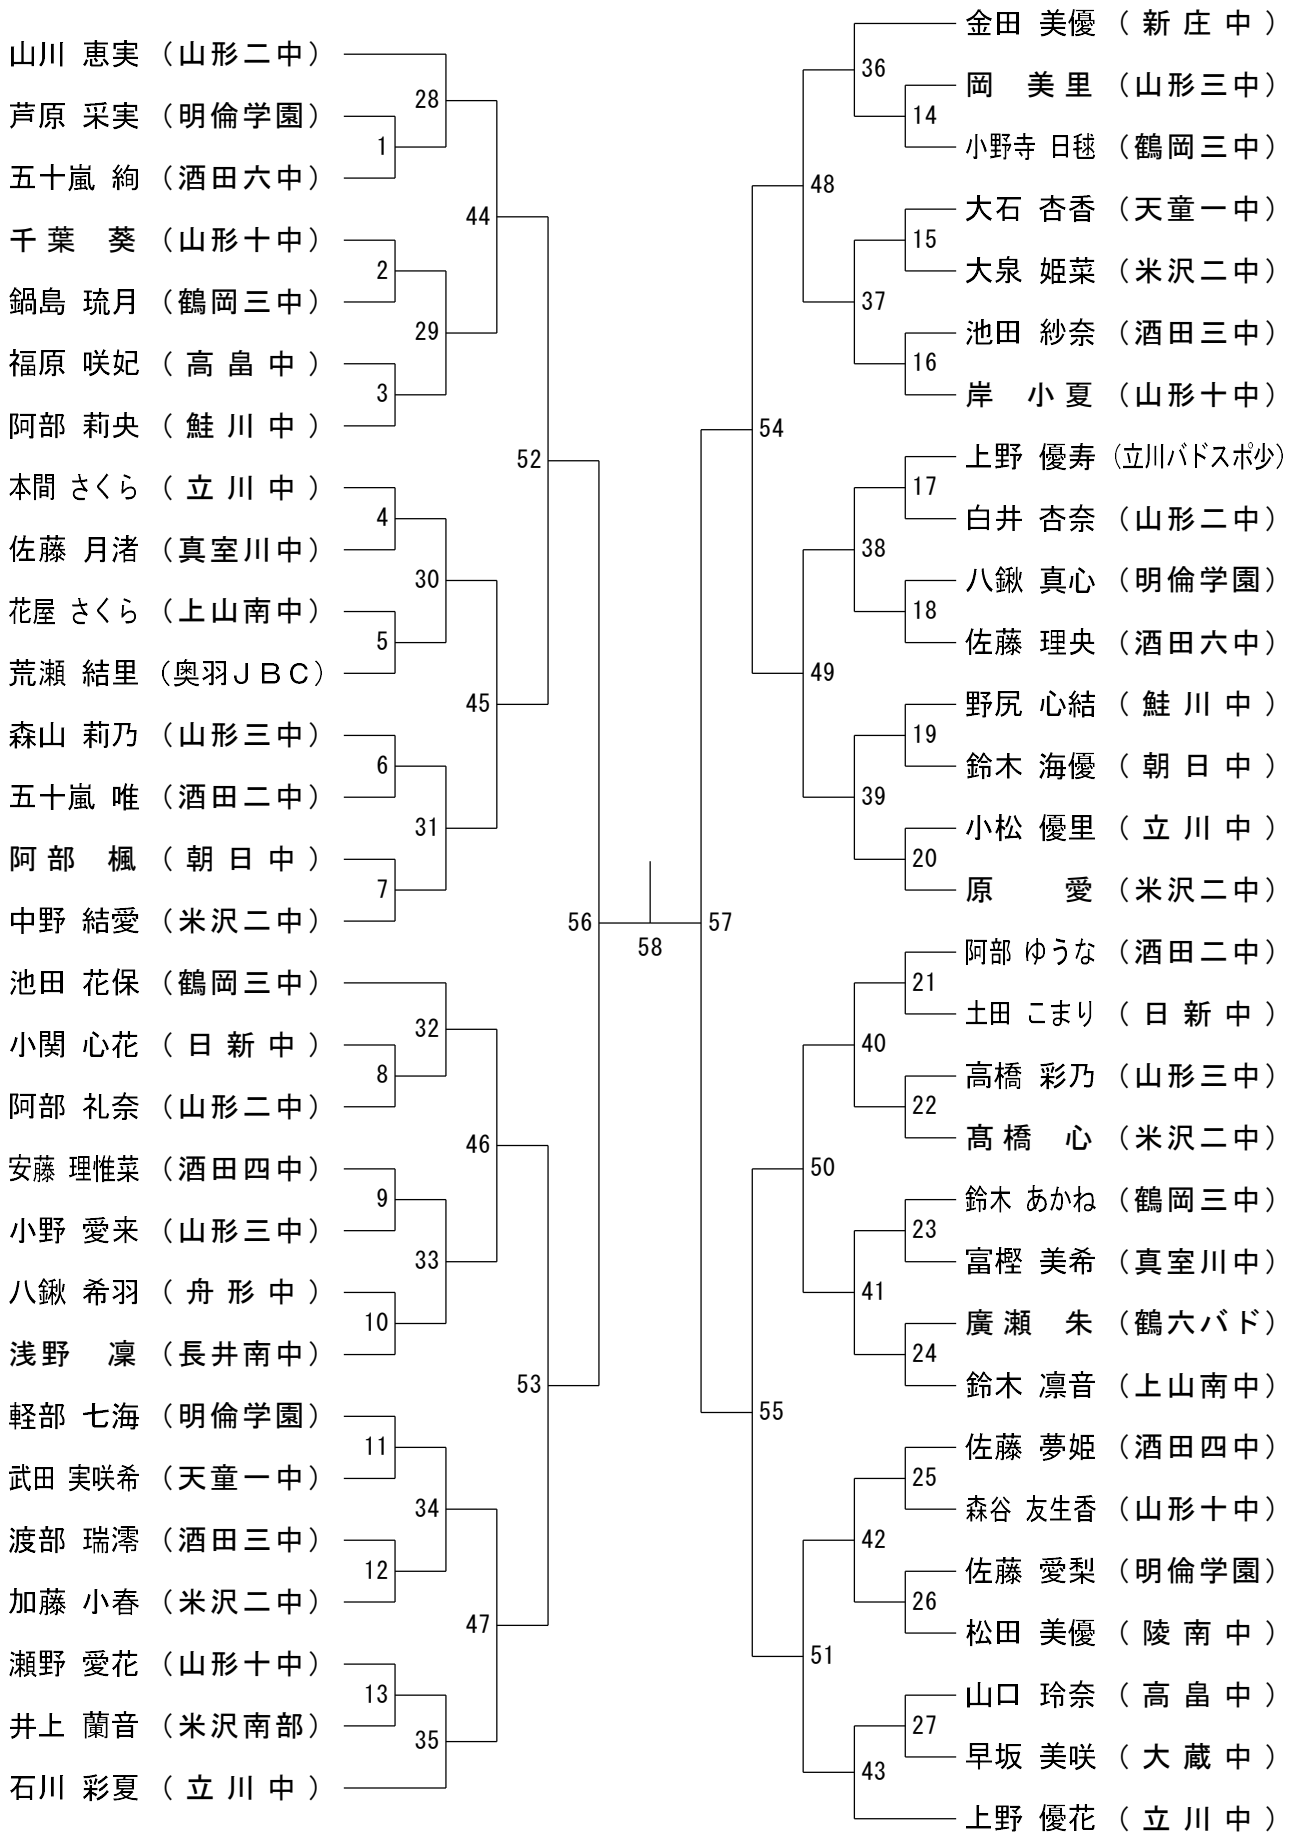 山川 恵実 （山形二中）
28
芦原 采実 （明倫学園）
1
五十嵐 絢 （酒田六中）
44
千葉 葵 （山形十中）
2
鍋島 琉月 （鶴岡三中）
29
福原 咲妃 （高畠中）
3
阿部 莉央 （鮭川中）
52
本間 さくら （立川中）
4
佐藤 月渚 （真室川中）
30
花屋 さくら （上山南中）
5
荒瀬 結里 （奥羽ＪＢＣ）
45
森山 莉乃 （山形三中）
6
五十嵐 唯 （酒田二中）
31
阿部 楓 （朝日中）
7
中野 結愛 （米沢二中）
56
58
57
池田 花保 （鶴岡三中）
32
小関 心花 （日新中）
8
阿部 礼奈 （山形二中）
46
安藤 理惟菜 （酒田四中）
9
小野 愛来 （山形三中）
33
八鍬 希羽 （舟形中）
10
浅野 凜 （長井南中）
53
軽部 七海 （明倫学園）
11
武田 実咲希 （天童一中）
34
渡部 瑞澪 （酒田三中）
12
加藤 小春 （米沢二中）
47
瀬野 愛花 （山形十中）
13
井上 蘭音 （米沢南部）
35
石川 彩夏 （立川中）
金田 美優 （新庄中）
36
岡 美里 （山形三中）
14
小野寺 日毬 （鶴岡三中）
48
大石 杏香 （天童一中）
15
大泉 姫菜 （米沢二中）
37
池田 紗奈 （酒田三中）
16
岸 小夏 （山形十中）
54
上野 優寿 （立川バドスポ少）
17
白井 杏奈 （山形二中）
38
八鍬 真心 （明倫学園）
18
佐藤 理央 （酒田六中）
49
野尻 心結 （鮭川中）
19
鈴木 海優 （朝日中）
39
小松 優里 （立川中）
20
原 愛 （米沢二中）
阿部 ゆうな （酒田二中）
21
土田 こまり （日新中）
40
高橋 彩乃 （山形三中）
22
髙橋 心 （米沢二中）
50
鈴木 あかね （鶴岡三中）
23
富樫 美希 （真室川中）
41
廣瀬 朱 （鶴六バド）
24
鈴木 凛音 （上山南中）
55
佐藤 夢姫 （酒田四中）
25
森谷 友生香 （山形十中）
42
佐藤 愛梨 （明倫学園）
26
松田 美優 （陵南中）
51
山口 玲奈 （高畠中）
27
早坂 美咲 （大蔵中）
43
上野 優花 （立川中）